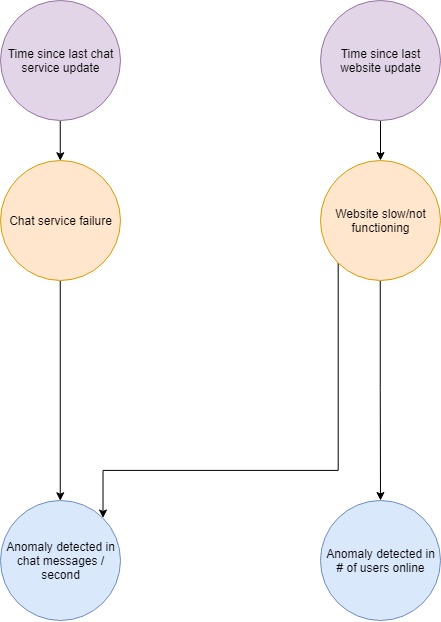 Time since last chat
service update
Time since last
website update
Chat service failure
Website slow/not
functioning
Anomaly detected in
chat messages /
second
Anomaly detected in
# of users online